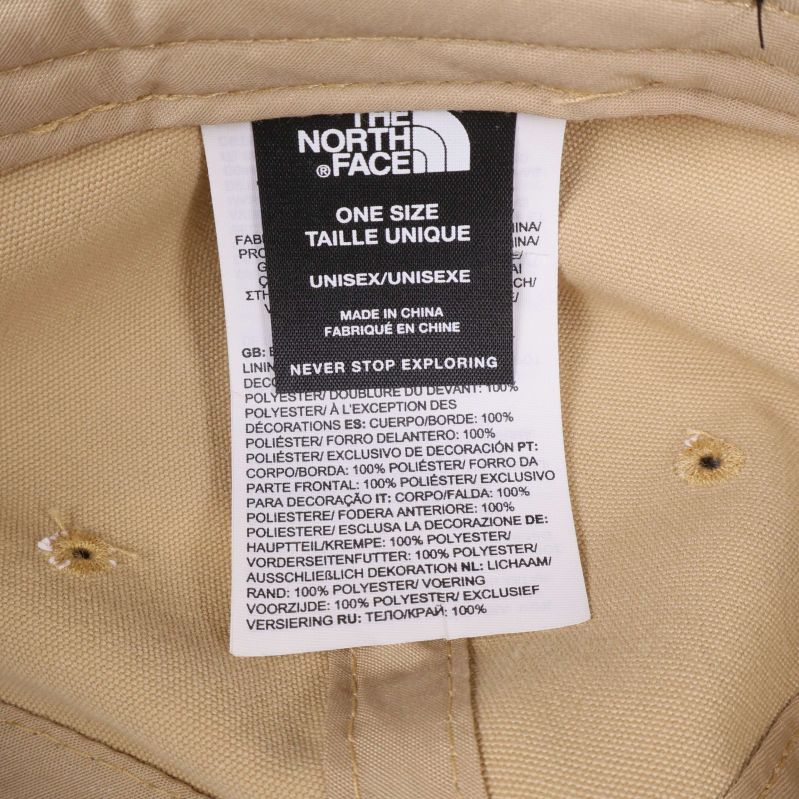 THE
NORTH
®FACE
ONE SIZE
TAILLE UNIQUE
UNISEX/UNISEXE
MADE IN CHINA
FABRIQUÉ EN CHINE
NEVER STOP EXPLORING
GB:
POLYESTER/ DOUBLURE DU DEVANT: 100%
POLYESTER/ À L'EXCEPTION DES
DÉCORATIONS ES: CUERPO/BORDE: 100%
POLIÉSTER/ FORRO DELANTERO: 100%
POLIÉSTER/ EXCLUSIVO DE DECORACIÓN PT:
CORPO/BORDA: 100% POLIÉSTER/ FORRO DA
PARTE FRONTAL: 100% POLIÉSTER/ EXCLUSIVO
PARA DECORAÇÃO IT: CORPO/FALDA: 100%
POLIESTERE/ FODERA ANTERIORE: 100%
POLIESTERE/ ESCLUSA LA DECORAZIONE DE:
HAUPTTEIL/KREMPE: 100% POLYESTER/
VORDERSEITENFUTTER: 100% POLYESTER/
AUSSCHLIEßLICH DEKORATION NL: LICHAAM/
RAND: 100% POLYESTER/ VOERING
VOORZIJDE: 100% POLYESTER/ EXCLUSIEF
VERSIERING RU: ТЕЛО/КРАЙ: 100%